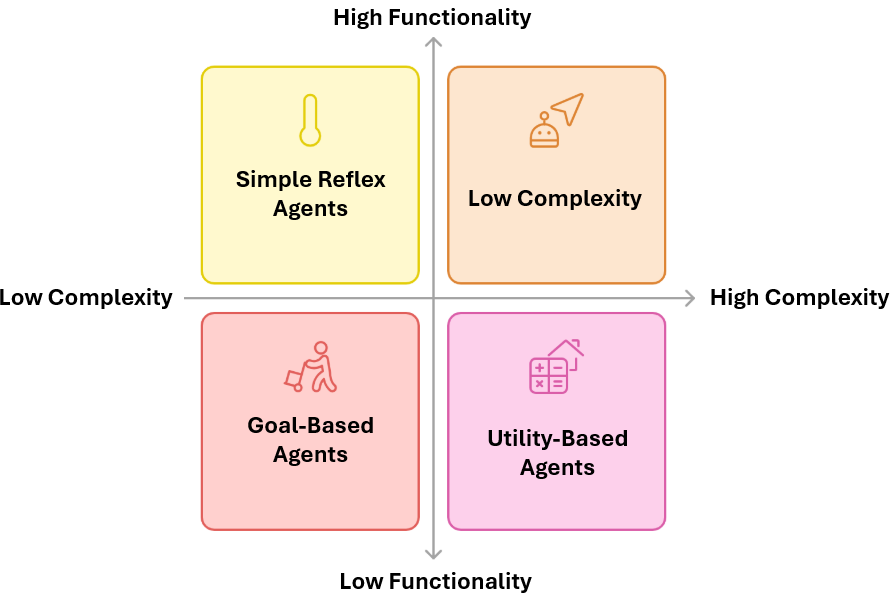 High Functionality
Simple Reflex
Agents
Low Complexity
Low Complexity
High Complexity
Goal-Based
Agents
Utility-Based
Agents
Low Functionality